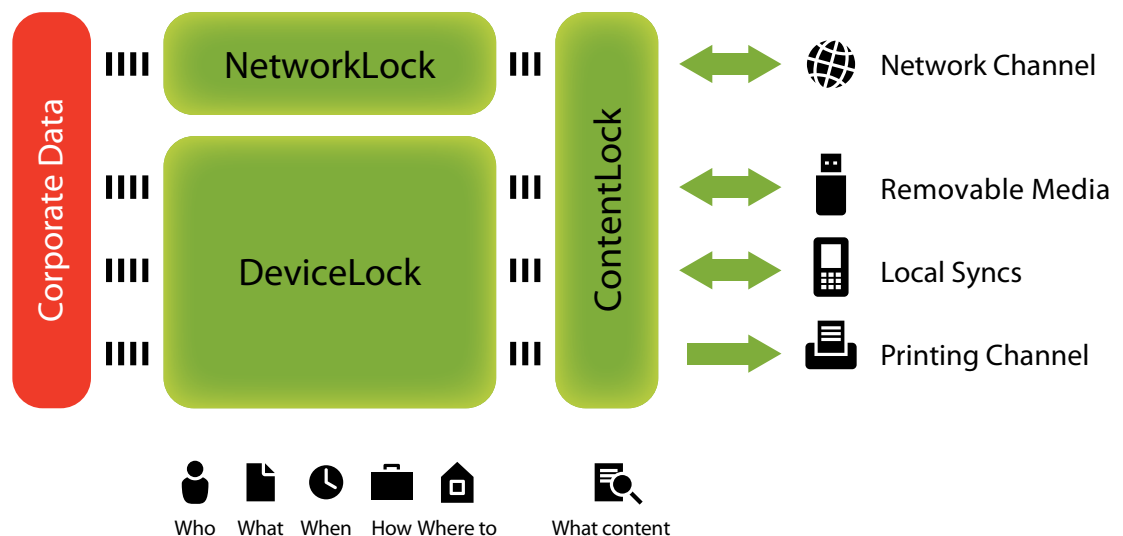 Corporate Data
NetworkLock
DeviceLock
ContentLock
Network Channel
Removable Media
Local Syncs
Printing Channel
Who What When How Where to What content